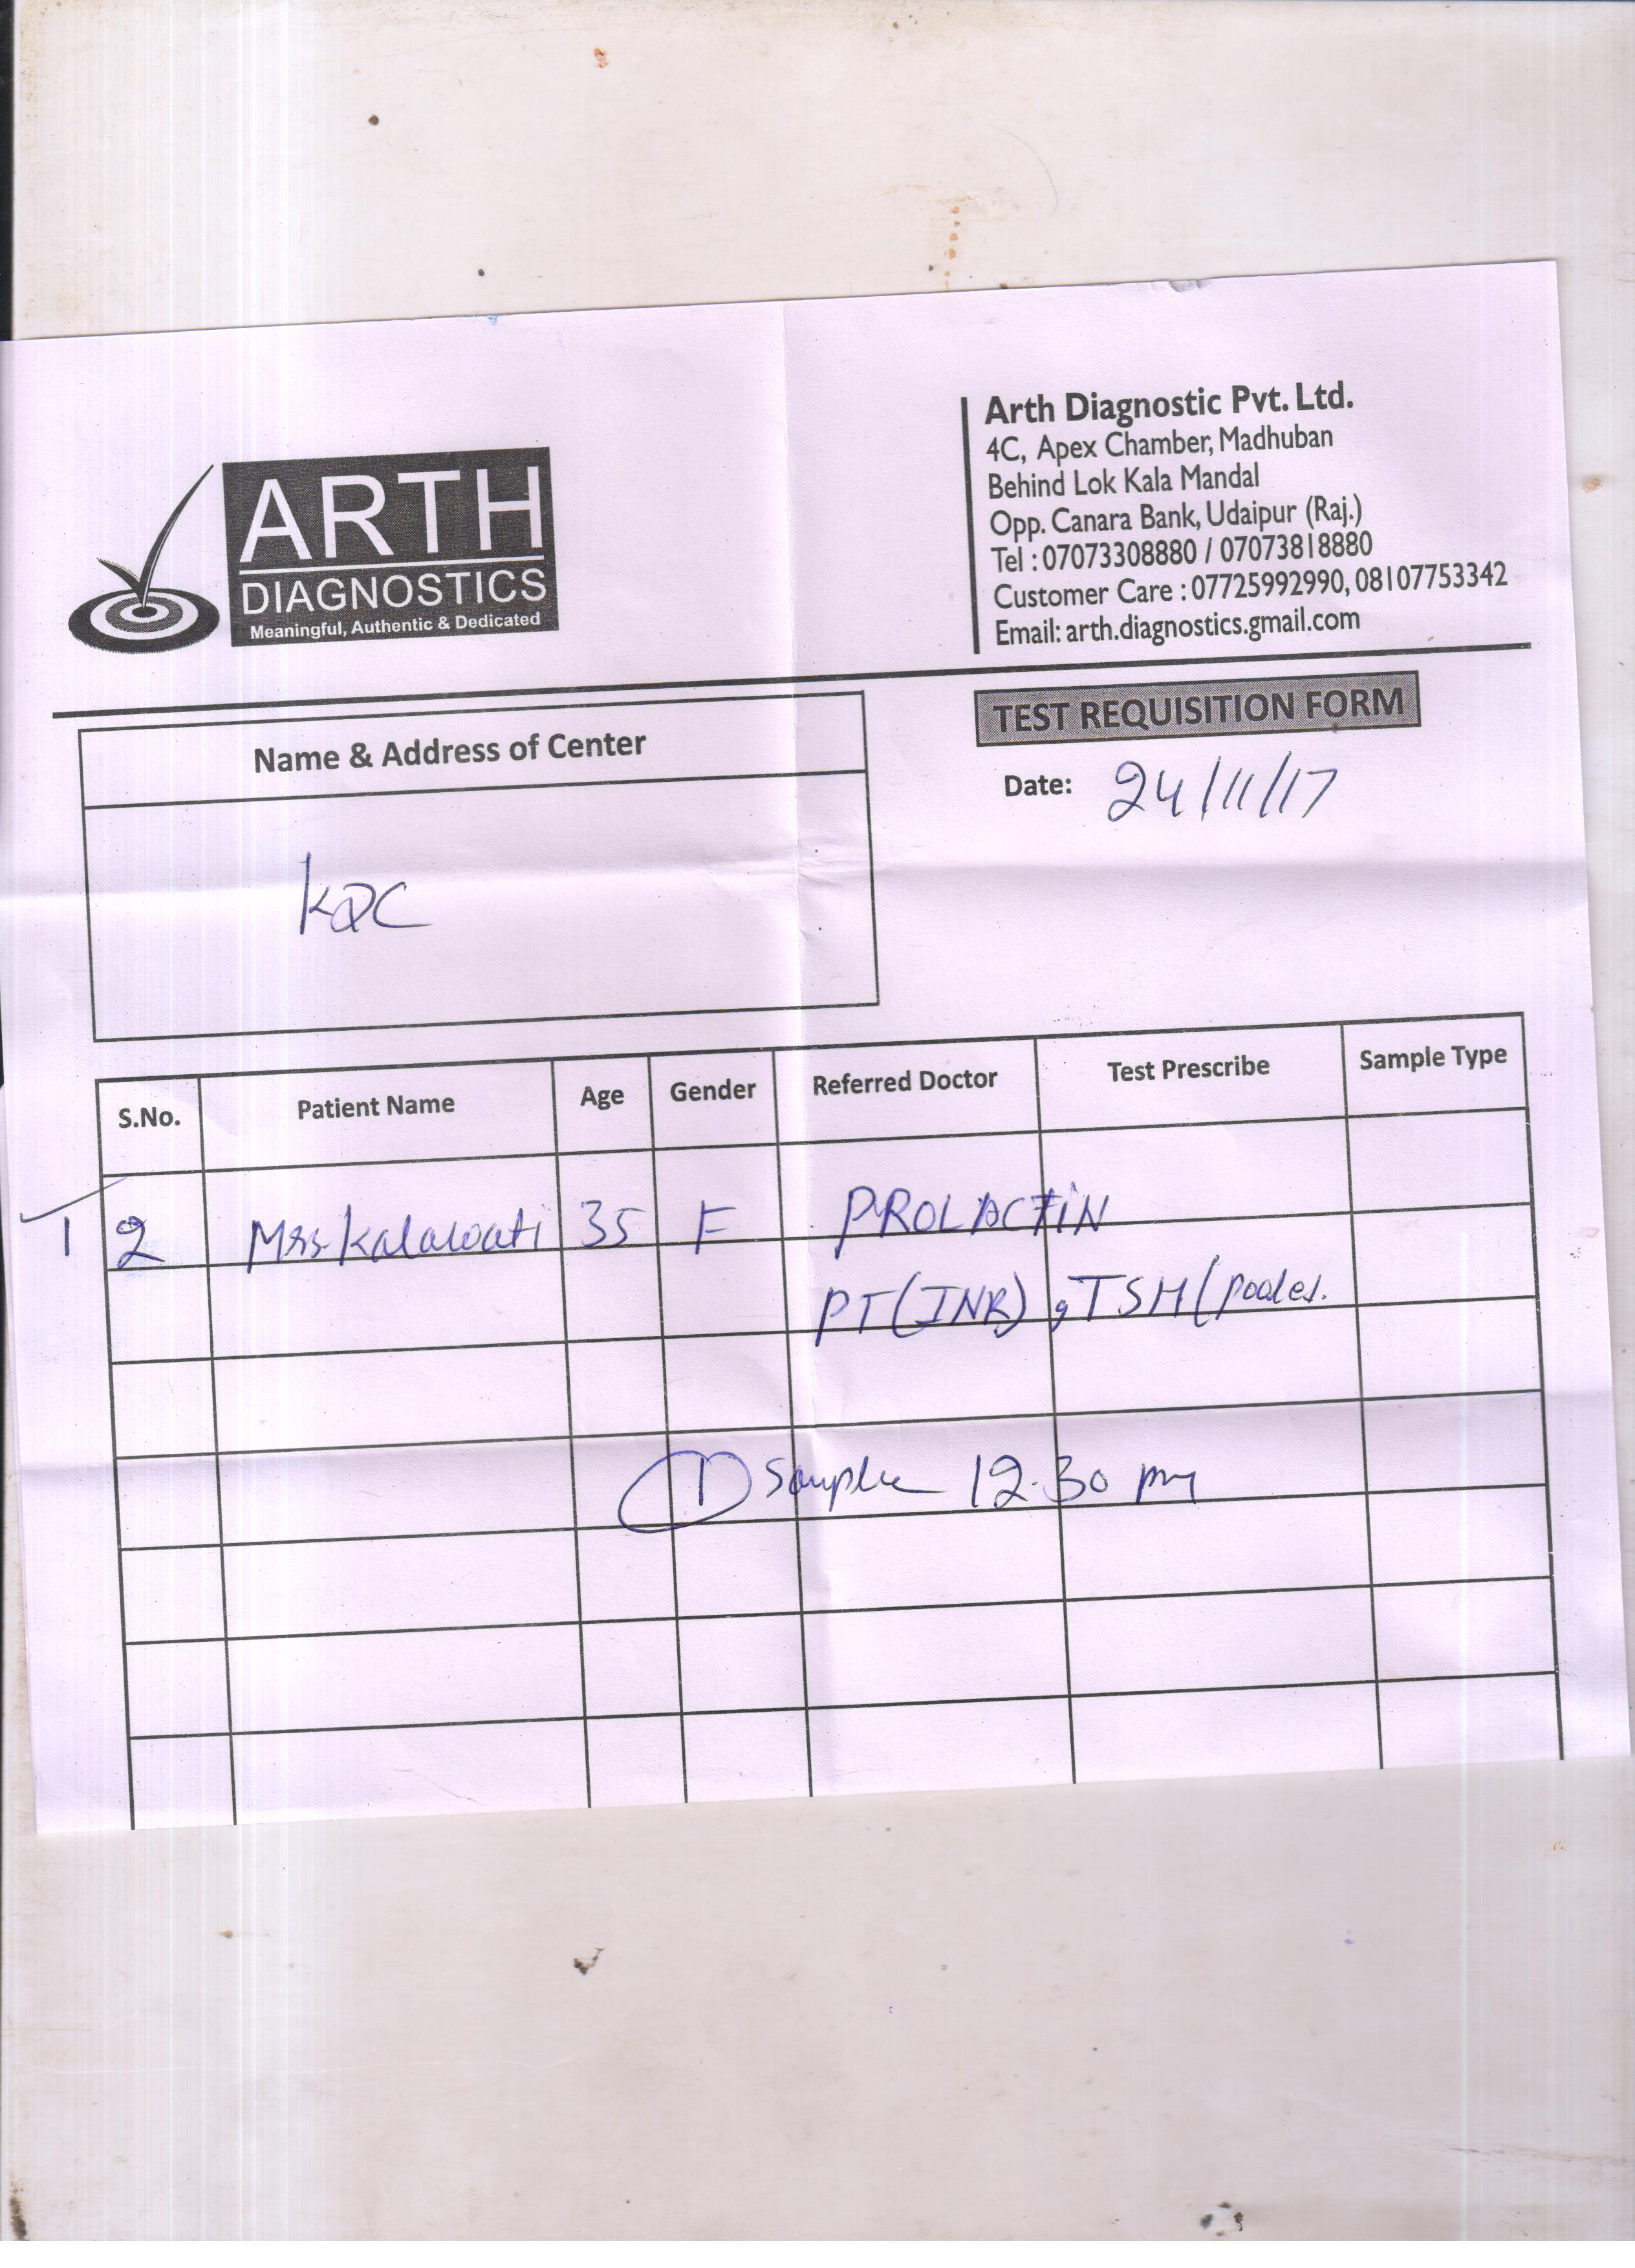 ARTH
DIAGNOSTICS
Meaningful, Authentic & Dedicated
Arth Diagnostic Pvt. Ltd.
4C, Apex Chamber, Madhuban
Behind Lok Kala Mandal
Opp. Canara Bank, Udaipur (Raj.)
Tel : 07073308880 / 07073818880
Customer Care : 07725992990, 08107753342
Email: arth.diagnostics.gmail.com
TEST REQUISITION FORM
Date: 24/11/17
Name & Address of Center
KDC
S.No. Patient Name Age Gender Referred Doctor Test Prescribe Sample Type
1 2 Mrs Kalawati 35 F PROLACTIN
PT(INR), TSH(
1 Sample 12.30 pm